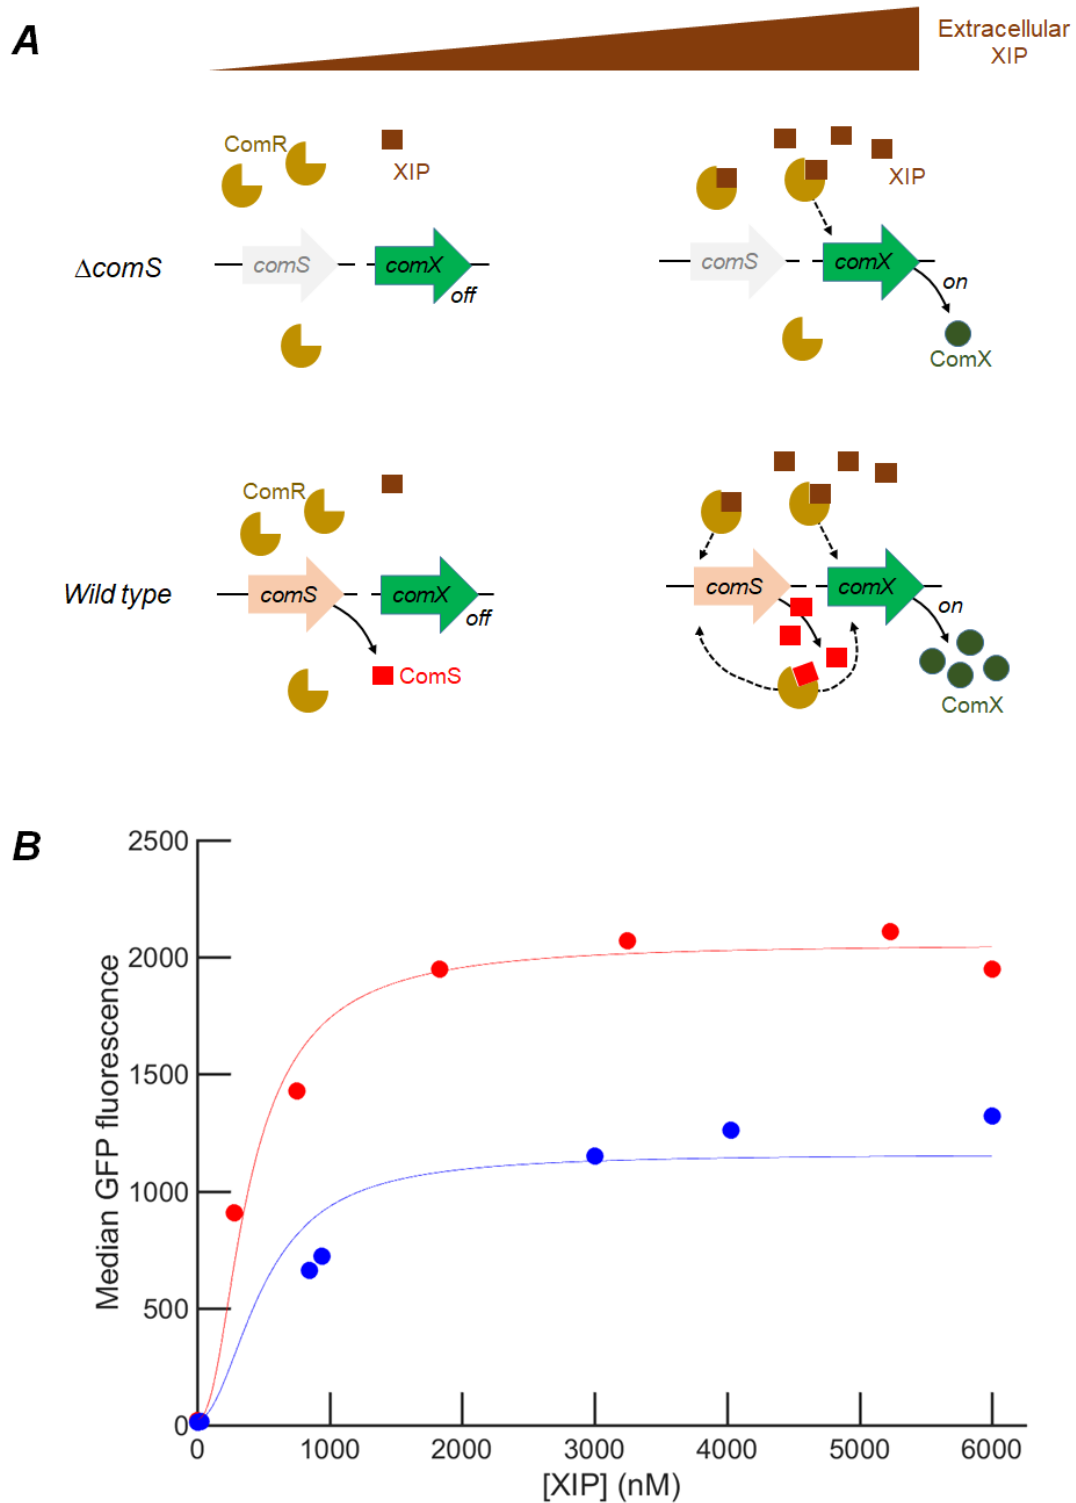 A
Extracellular
XIP
ComR
XIP
XIP
ΔcomS
comS
comX
off
comS
comX
on
ComX
ComR
Wild type
comS
comX
off
ComS
comS
comX
on
ComX
B
2500
2000
1500
1000
500
0
Median GFP fluorescence
0 1000 2000 3000 4000 5000 6000
[XIP] (nM)